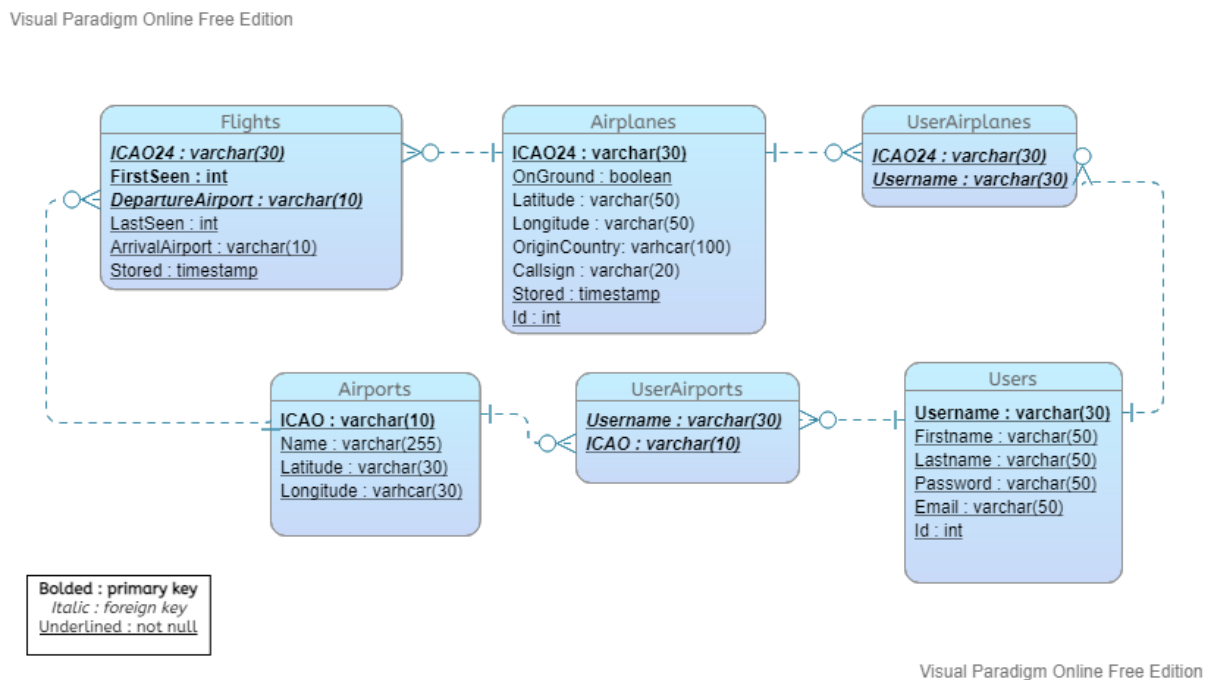 Visual Paradigm Online Free Edition
Flights
ICAO24 : varchar(30)
FirstSeen : int
DepartureAirport : varchar(10)
LastSeen : int
ArrivalAirport : varchar(10)
Stored : timestamp
Airplanes
ICAO24 : varchar(30)
OnGround : boolean
Latitude : varchar(50)
Longitude : varchar(50)
OriginCountry: varhcar(100)
Callsign : varchar(20)
Stored : timestamp
Id : int
UserAirplanes
ICAO24 : varchar(30)
Username : varchar(30)
Airports
ICAO : varchar(10)
Name : varchar(255)
Latitude : varchar(30)
Longitude : varhcar(30)
UserAirports
Username : varchar(30)
ICAO : varchar(10)
Users
Username : varchar(30)
Firstname : varchar(50)
Lastname : varchar(50)
Password : varchar(50)
Email : varchar(50)
Id : int
Bolded : primary key
Italic : foreign key
Underlined : not null
Visual Paradigm Online Free Edition